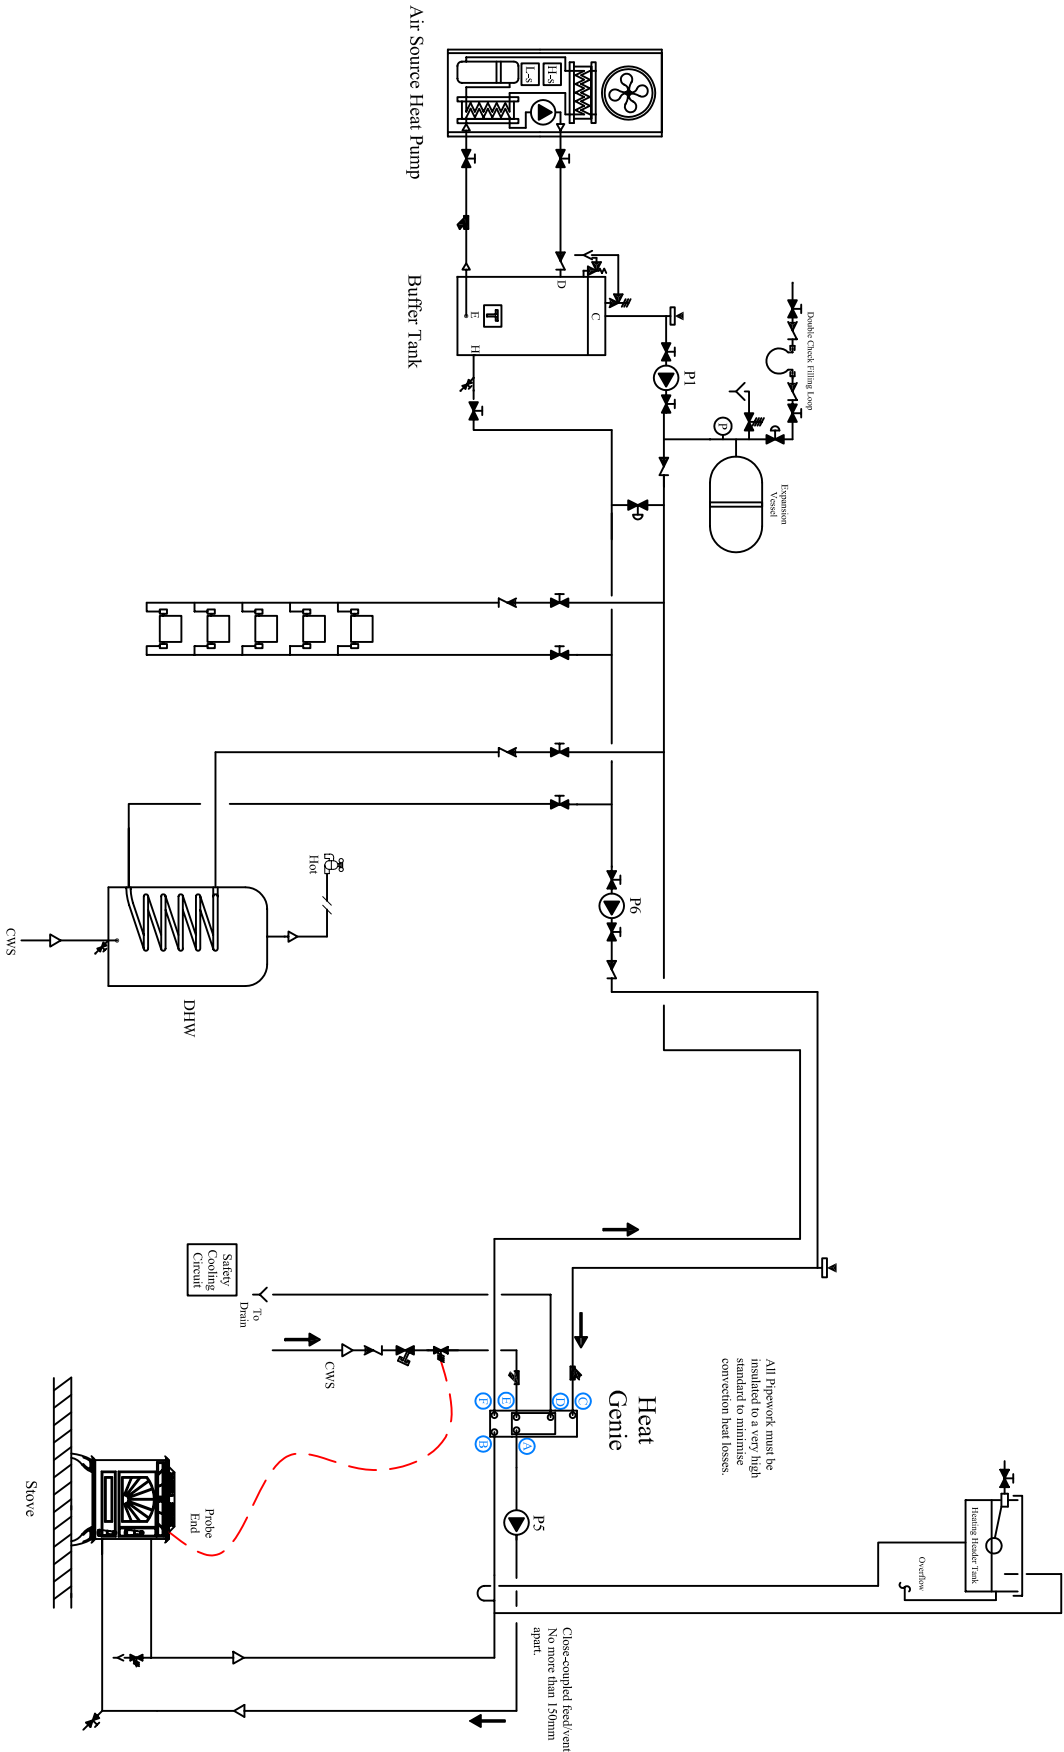 Air Source Heat Pump
H-s
L-s
Buffer Tank
D
C
E
H
T
P1
Double Check Filling Loop
P
Expansion
Vessel
P6
Hot
CWS
DHW
Safety
Cooling
Circuit
To
Drain
CWS
Heat
Genie
C
D
E
F
A
B
P5
All Pipework must be
insulated to a very high
standard to minimise
convection heat losses.
Heating Header Tank
Overflow
Close-coupled feed/vent
No more than 150mm
apart.
Probe
End
Stove